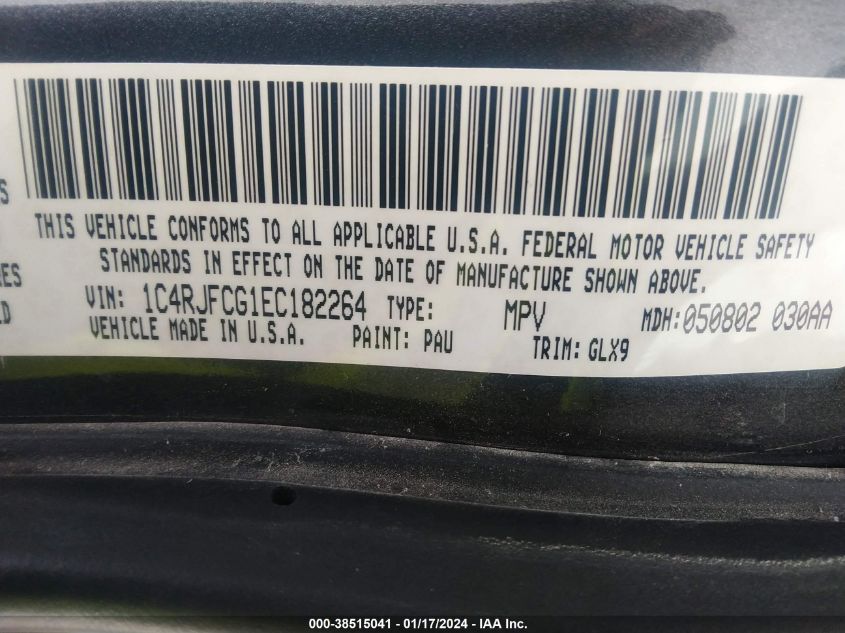 S
THIS VEHICLE CONFORMS TO ALL APPLICABLE U.S.A. FEDERAL MOTOR VEHICLE SAFETY
STANDARDS IN EFFECT ON THE DATE OF MANUFACTURE SHOWN ABOVE.
RES
VIN: 1C4RJFCG1EC182264 TYPE: MPV MDH:050802 030AA
D
VEHICLE MADE IN U.S.A. PAINT: PAU TRIM: GLX9
000-38515041 - 01/17/2024 - IAA Inc.